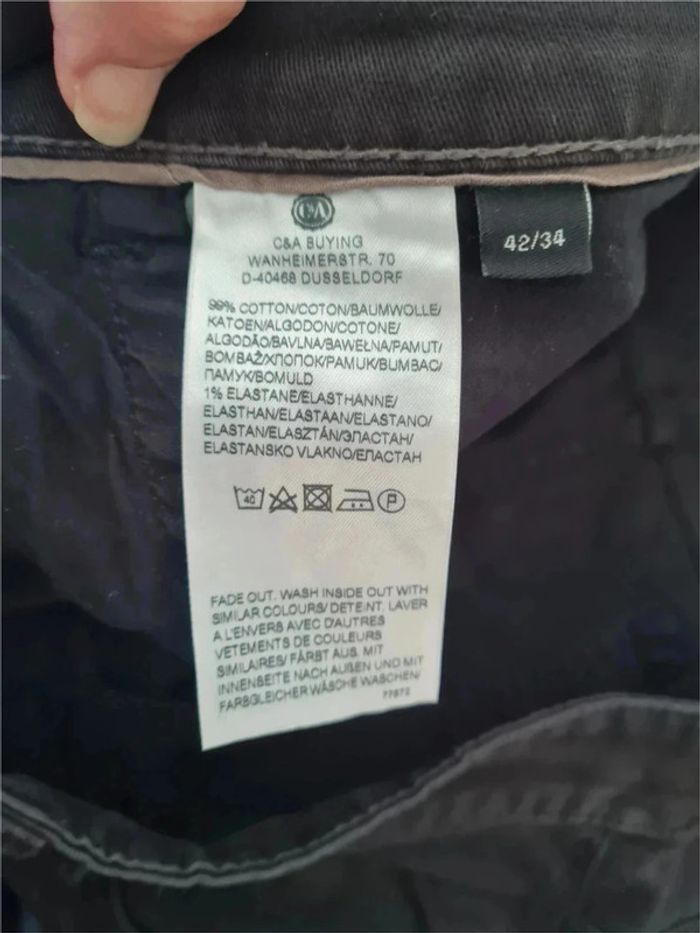 C&A
C&A BUYING
WANHEIMERSTR. 70
D-40468 DUSSELDORF
42/34
99% COTTON/COTON/BAUMWOLLE/
KATOEN/ALGODON/COTONE/
ALGODÃO/BAVLNA/BAWEŁNA/PAMUT/
BOMBAŽ/ХЛОПОК/PAMUK/BUMBAC/
ПАМУК/BOMULD
1% ELASTANE/ELASTHANNE/
ELASTHAN/ELASTAAN/ELASTANO/
ELASTAN/ELASZTÁN/ЭЛАСТАН/
ELASTANSKO VLAKNO/ЕЛАСТАН
40
P
FADE OUT. WASH INSIDE OUT WITH
SIMILAR COLOURS/ DETEINT. LAVER
A L'ENVERS AVEC D'AUTRES
VETEMENTS DE COULEURS
SIMILAIRES/ FÄRBT AUS. MIT
INNENSEITE NACH AUßEN UND MIT
FARBGLEICHER WÄSCHE WASCHEN/
77672